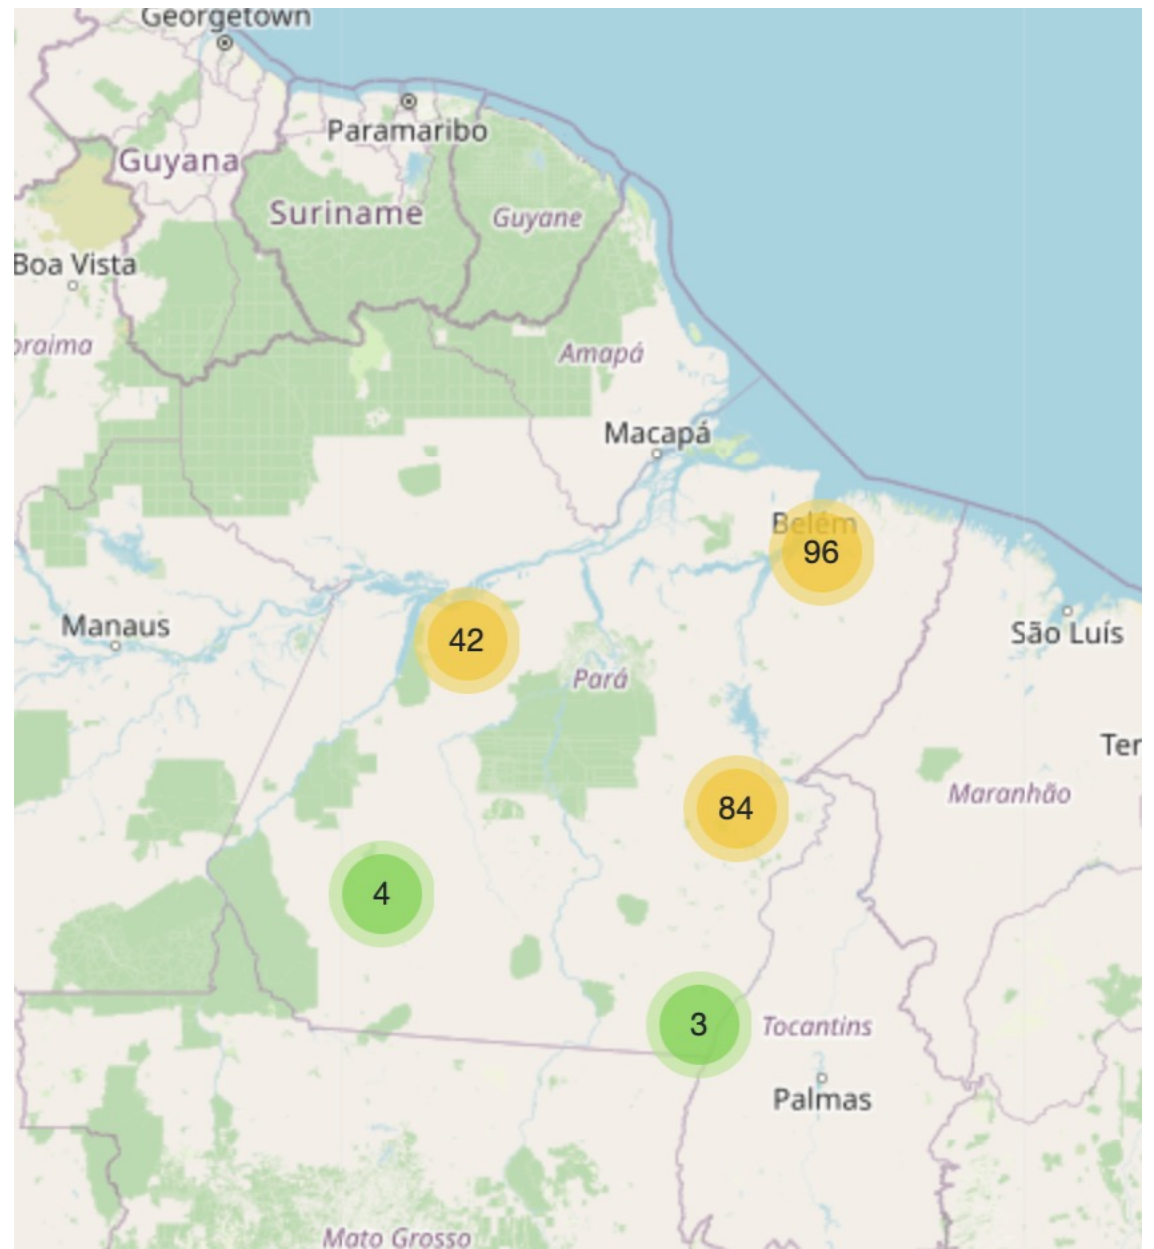 Georgetown
Paramaribo
Guyana
Suriname
Guyane
Boa Vista
oraima
Amapá
Macapá
Belém
96
Manaus
42
São Luís
Pará
Ter
84
Maranhão
4
3
Tocantins
Palmas
Mato Grosso